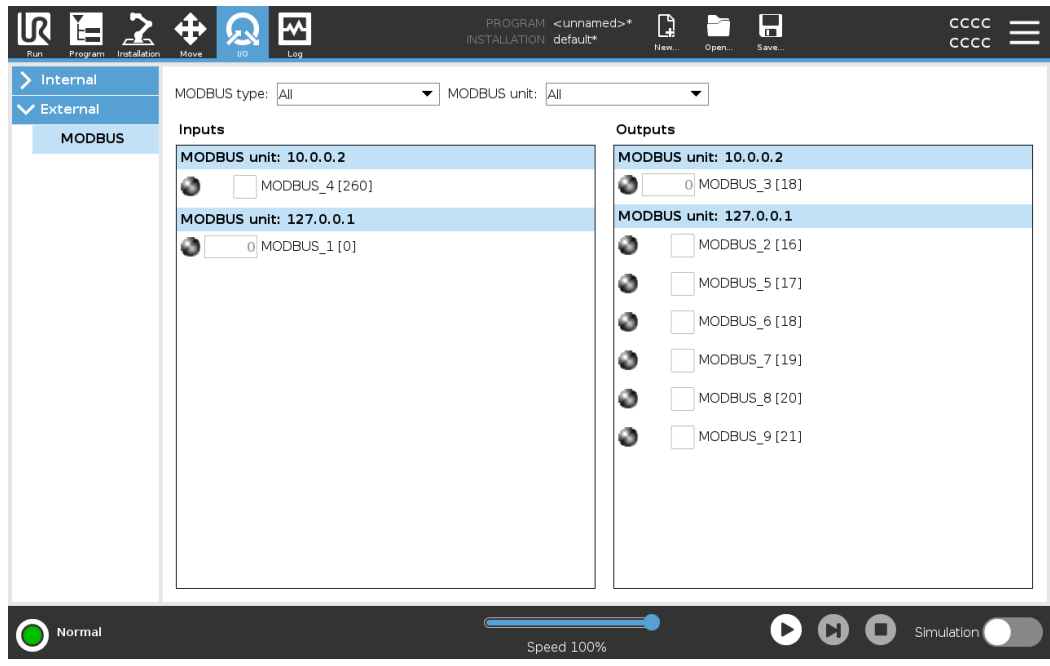 UR
PROGRAM <unnamed>*
INSTALLATION default*
CCCC
CCCC
Run Program Installation Move I/O Log New... Open... Save...
Internal
External
MODBUS
MODBUS type: All MODBUS unit: All
Inputs
MODBUS unit: 10.0.0.2
MODBUS_4 [260]
MODBUS unit: 127.0.0.1
0 MODBUS_1 [0]
Outputs
MODBUS unit: 10.0.0.2
0 MODBUS_3 [18]
MODBUS unit: 127.0.0.1
MODBUS_2 [16]
MODBUS_5 [17]
MODBUS_6 [18]
MODBUS_7 [19]
MODBUS_8 [20]
MODBUS_9 [21]
Normal
Speed 100%
Simulation